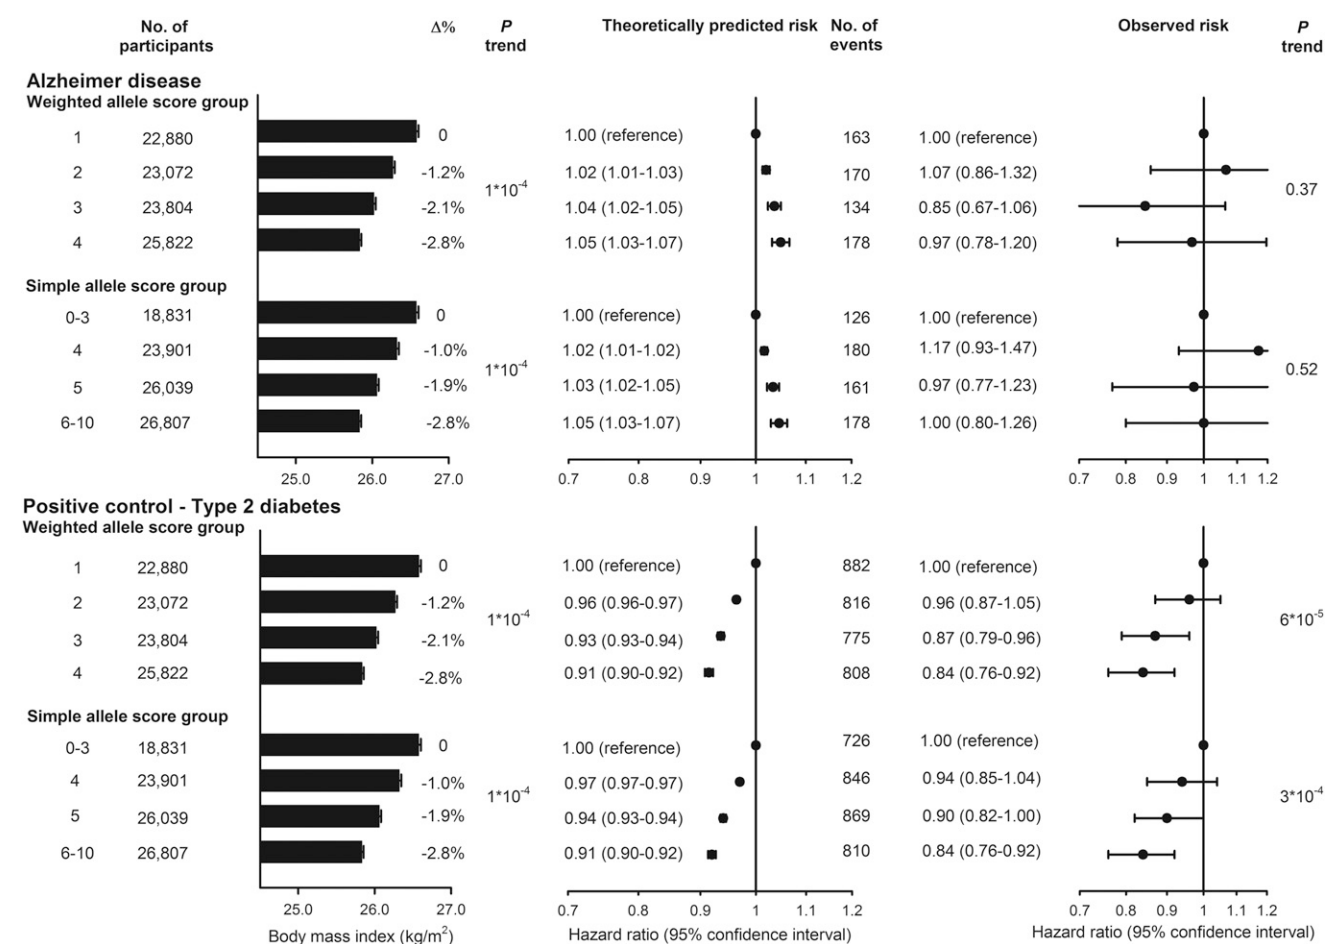 No. of participants Δ% P trend Theoretically predicted risk No. of events Observed risk P trend
Alzheimer disease
Weighted allele score group
1 22,880 0 1.00 (reference) 163 1.00 (reference)
2 23,072 -1.2% 1.02 (1.01-1.03) 170 1.07 (0.86-1.32)
1*10-4 0.37
3 23,804 -2.1% 1.04 (1.02-1.05) 134 0.85 (0.67-1.06)
4 25,822 -2.8% 1.05 (1.03-1.07) 178 0.97 (0.78-1.20)
Simple allele score group
0-3 18,831 0 1.00 (reference) 126 1.00 (reference)
4 23,901 -1.0% 1.02 (1.01-1.02) 180 1.17 (0.93-1.47)
1*10-4 0.52
5 26,039 -1.9% 1.03 (1.02-1.05) 161 0.97 (0.77-1.23)
6-10 26,807 -2.8% 1.05 (1.03-1.07) 178 1.00 (0.80-1.26)
25.0 26.0 27.0 0.7 0.8 0.9 1 1.1 1.2 0.7 0.8 0.9 1 1.1 1.2
Positive control - Type 2 diabetes
Weighted allele score group
1 22,880 0 1.00 (reference) 882 1.00 (reference)
2 23,072 -1.2% 0.96 (0.96-0.97) 816 0.96 (0.87-1.05)
1*10-4 6*10-5
3 23,804 -2.1% 0.93 (0.93-0.94) 775 0.87 (0.79-0.96)
4 25,822 -2.8% 0.91 (0.90-0.92) 808 0.84 (0.76-0.92)
Simple allele score group
0-3 18,831 0 1.00 (reference) 726 1.00 (reference)
4 23,901 -1.0% 0.97 (0.97-0.97) 846 0.94 (0.85-1.04)
1*10-4 3*10-4
5 26,039 -1.9% 0.94 (0.93-0.94) 869 0.90 (0.82-1.00)
6-10 26,807 -2.8% 0.91 (0.90-0.92) 810 0.84 (0.76-0.92)
25.0 26.0 27.0 0.7 0.8 0.9 1 1.1 1.2 0.7 0.8 0.9 1 1.1 1.2
Body mass index (kg/m2) Hazard ratio (95% confidence interval) Hazard ratio (95% confidence interval)